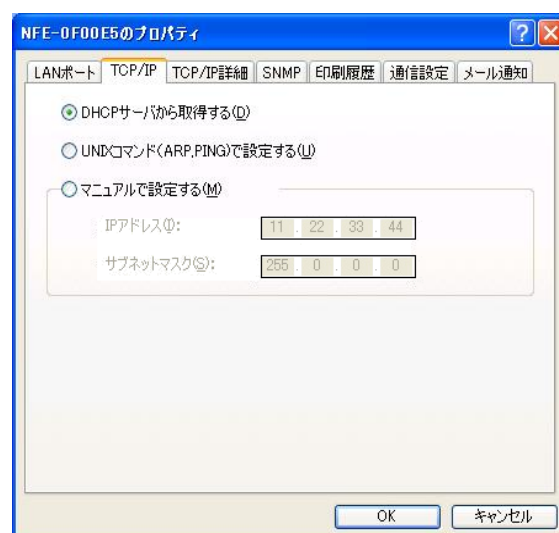 NFE-0F00E5のプロパティ
LANポート TCP/IP TCP/IP詳細 SNMP 印刷履歴 通信設定 メール通知
DHCPサーバから取得する(D)
UNIXコマンド(ARP,PING)で設定する(U)
マニュアルで設定する(M)
IPアドレス(I): 11 . 22 . 33 . 44
サブネットマスク(S): 255 . 0 . 0 . 0
OK キャンセル